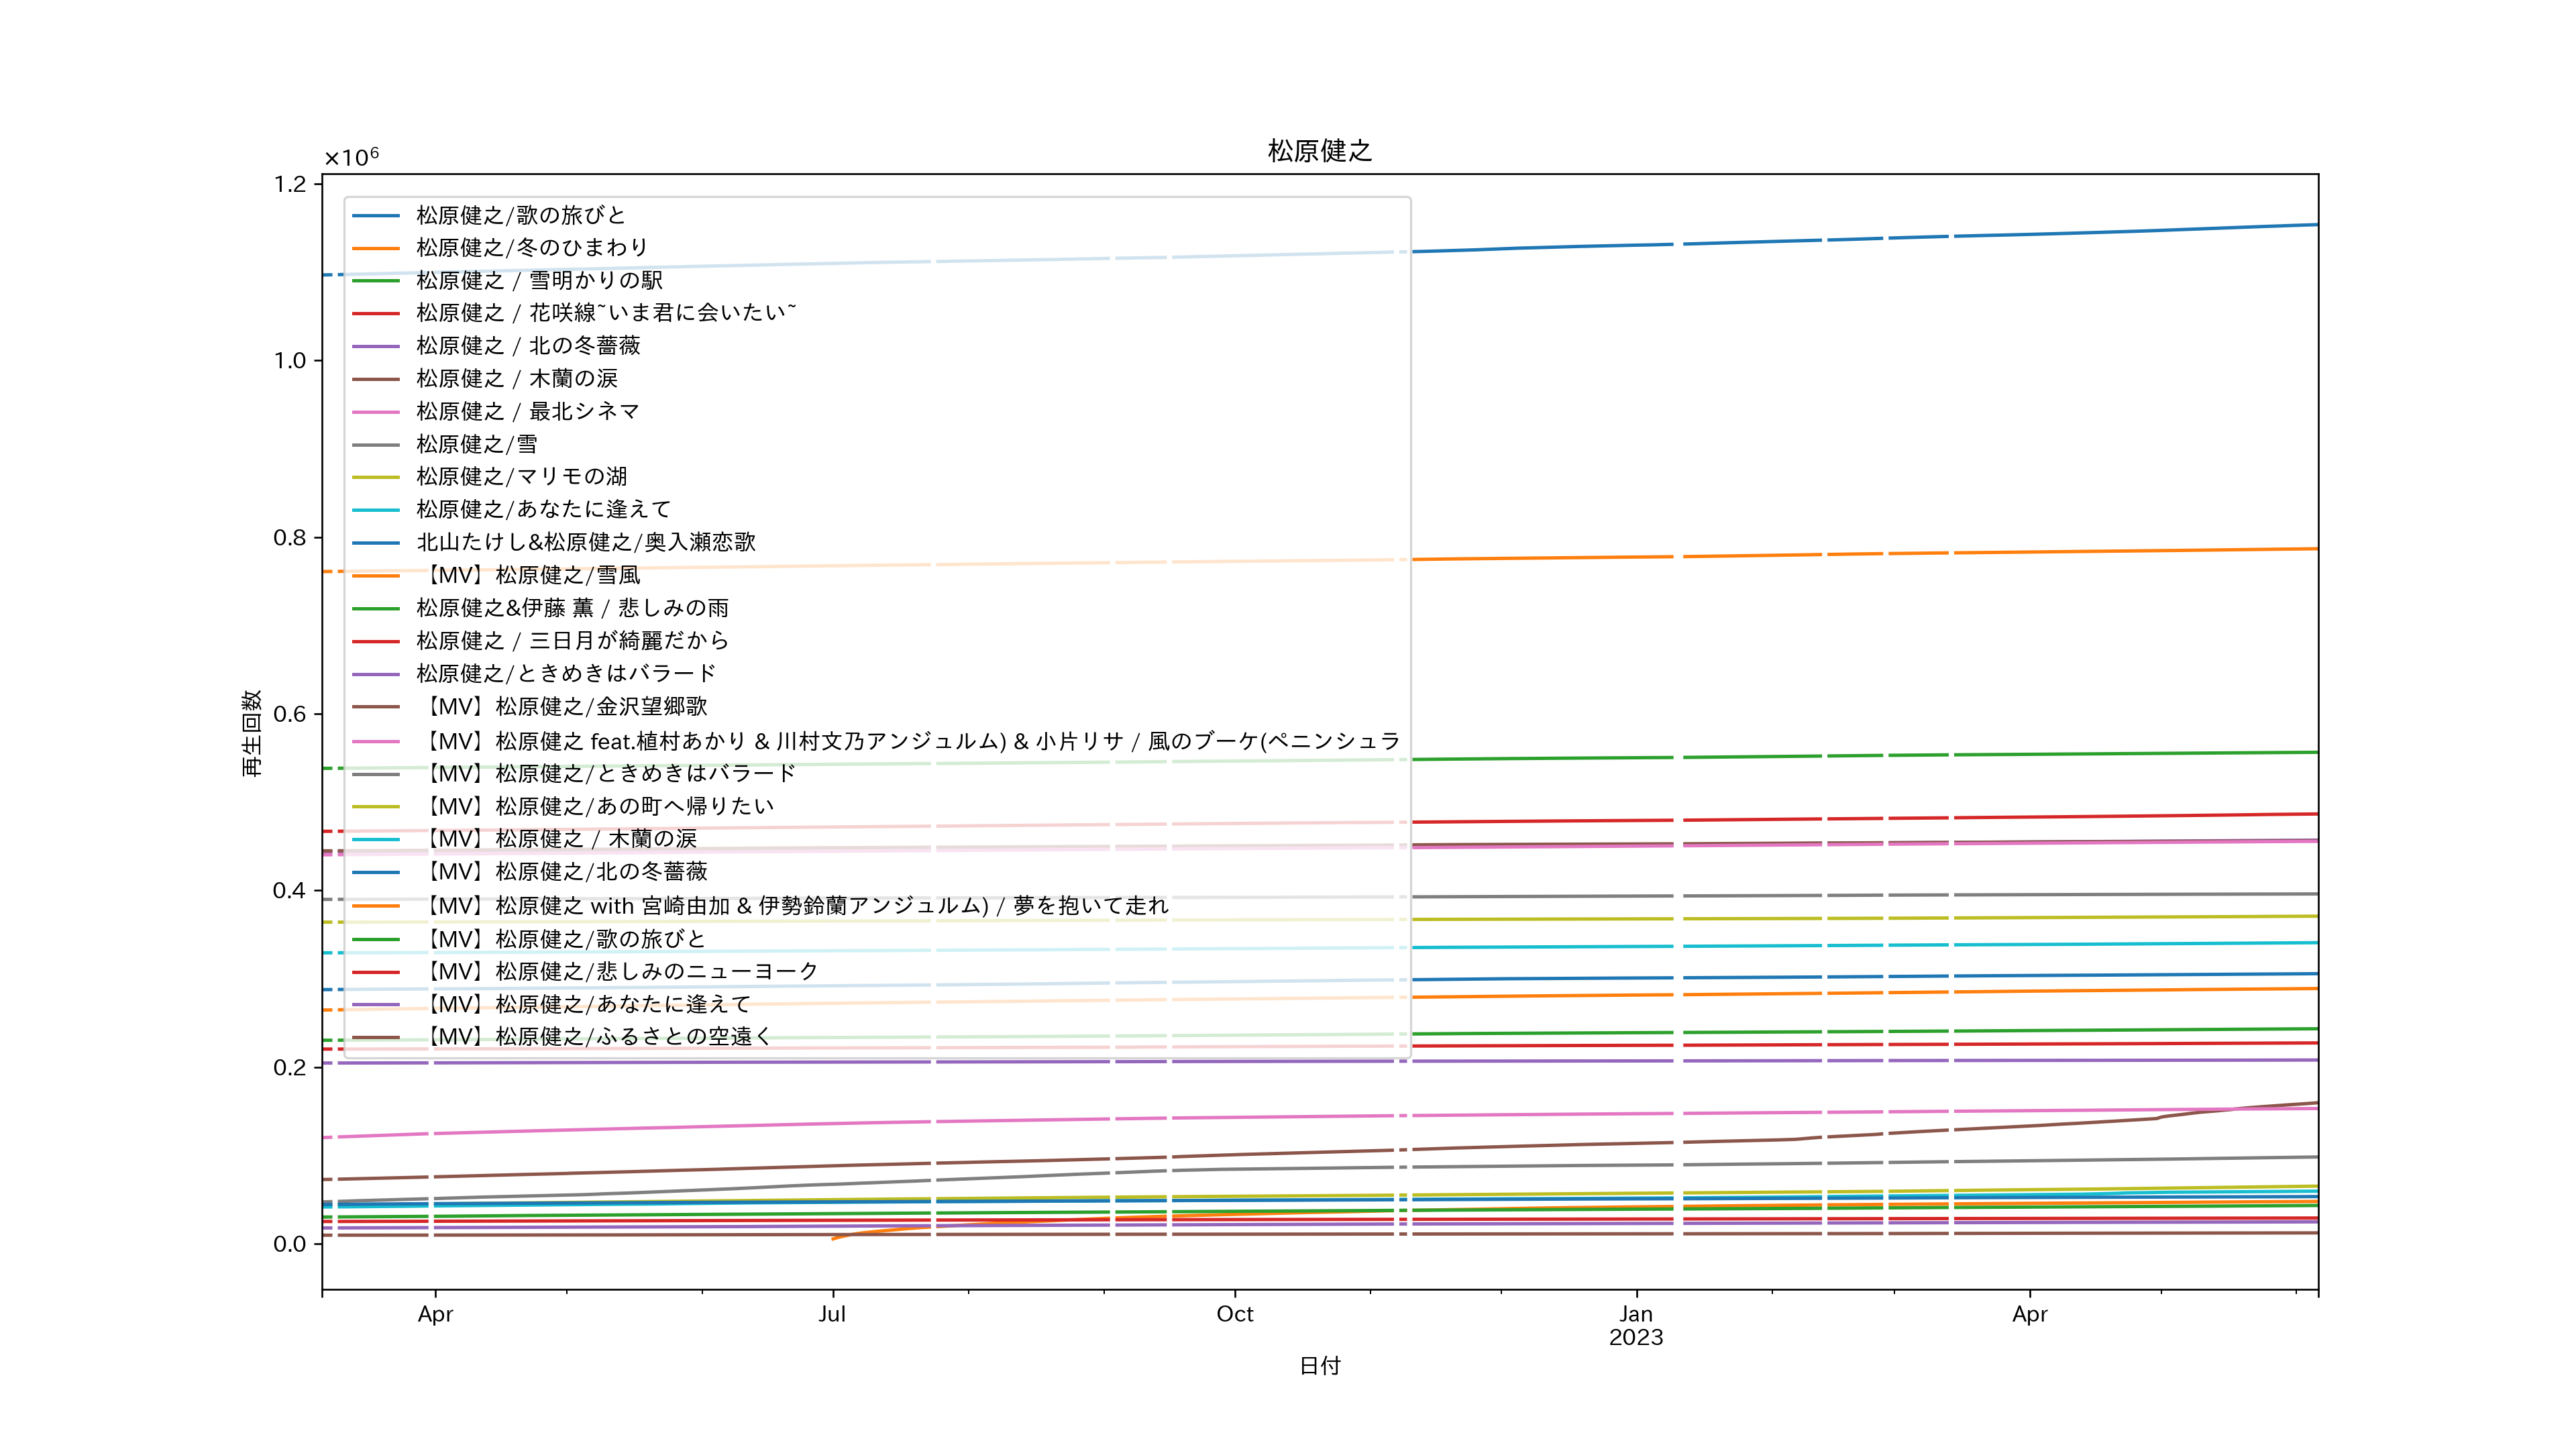 松原健之
×10⁶
1.2
1.0
0.8
0.6
0.4
0.2
0.0
再生回数
松原健之/歌の旅びと
松原健之/冬のひまわり
松原健之 / 雪明かりの駅
松原健之 / 花咲線~いま君に会いたい~
松原健之 / 北の冬薔薇
松原健之 / 木蘭の涙
松原健之 / 最北シネマ
松原健之/雪
松原健之/マリモの湖
松原健之/あなたに逢えて
北山たけし&松原健之/奥入瀬恋歌
【MV】松原健之/雪風
松原健之&伊藤 薫 / 悲しみの雨
松原健之 / 三日月が綺麗だから
松原健之/ときめきはバラード
【MV】松原健之/金沢望郷歌
【MV】松原健之 feat.植村あかり & 川村文乃アンジュルム) & 小片リサ / 風のブーケ(ペニンシュラ
【MV】松原健之/ときめきはバラード
【MV】松原健之/あの町へ帰りたい
【MV】松原健之 / 木蘭の涙
【MV】松原健之/北の冬薔薇
【MV】松原健之 with 宮崎由加 & 伊勢鈴蘭アンジュルム) / 夢を抱いて走れ
【MV】松原健之/歌の旅びと
【MV】松原健之/悲しみのニューヨーク
【MV】松原健之/あなたに逢えて
【MV】松原健之/ふるさとの空遠く
Apr
Jul
Oct
Jan
2023
Apr
日付